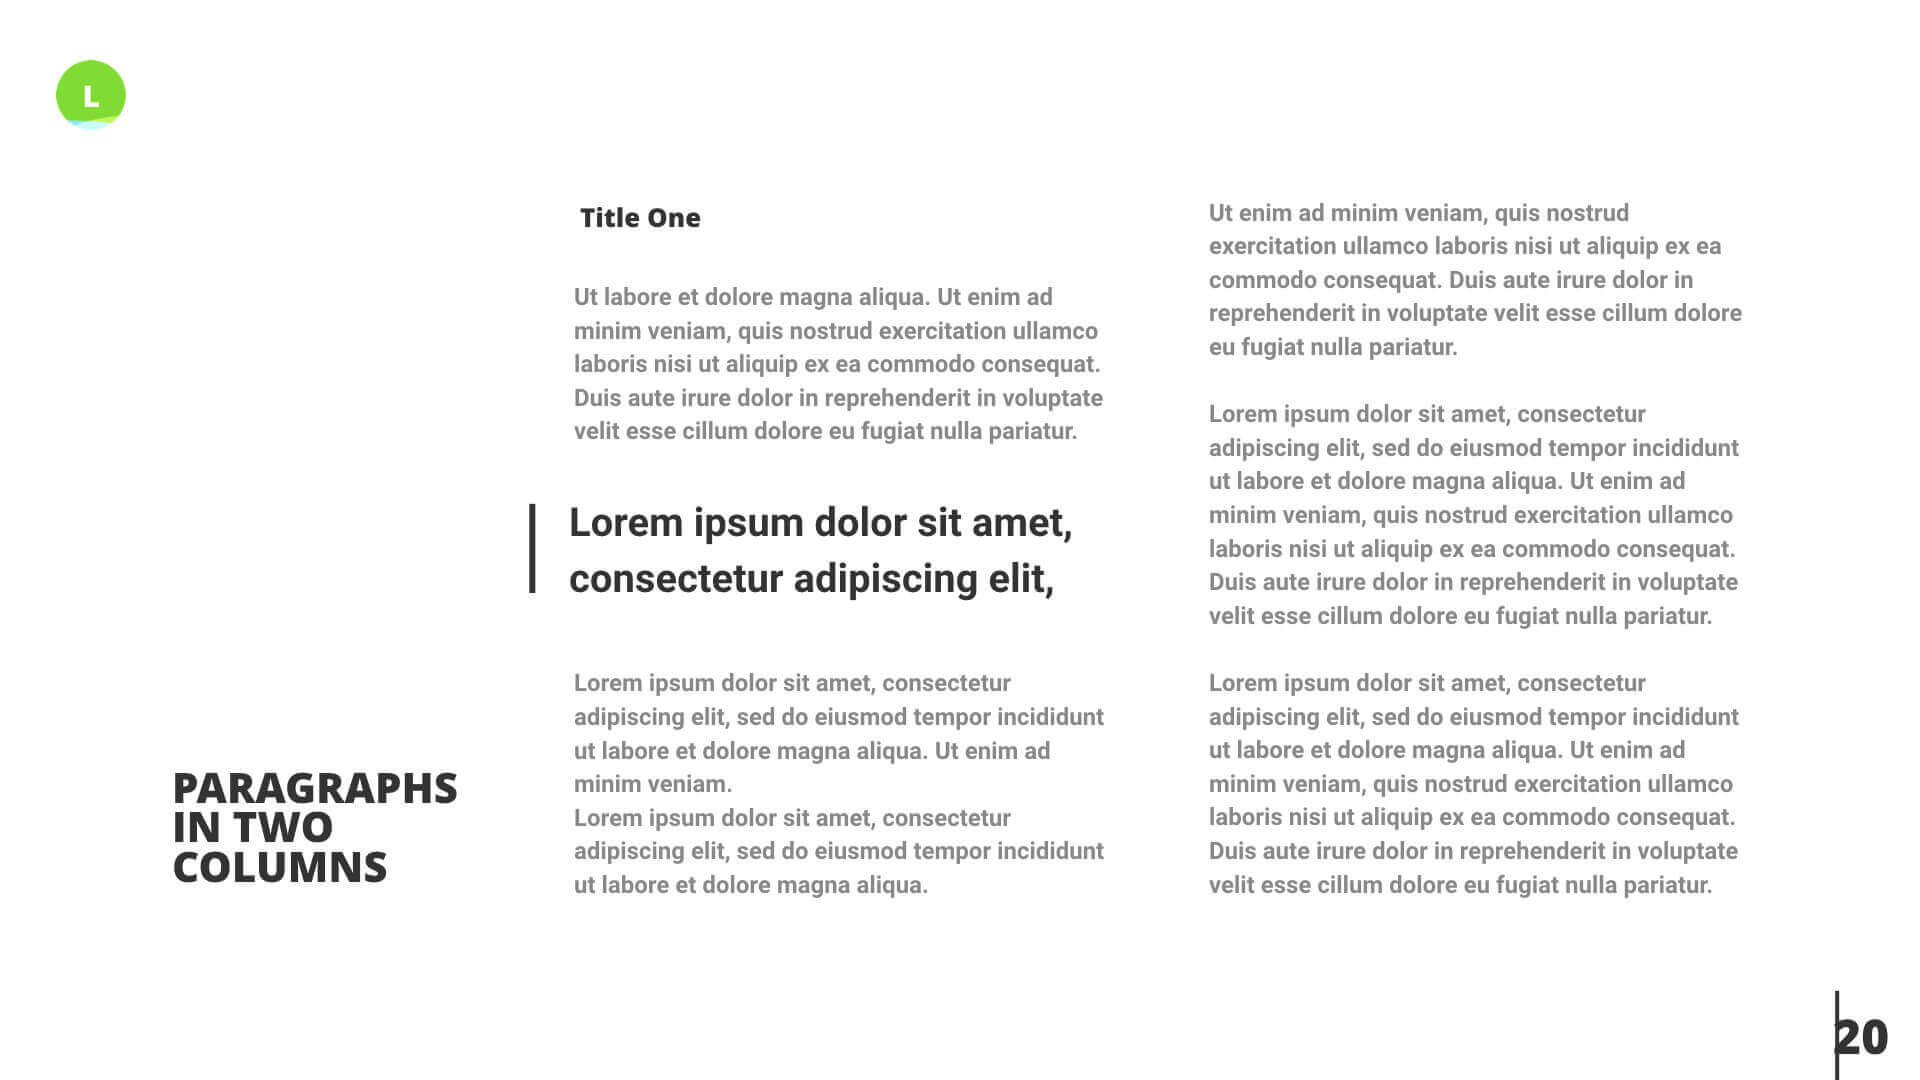 L
Title One
Ut labore et dolore magna aliqua. Ut enim ad
minim veniam, quis nostrud exercitation ullamco
laboris nisi ut aliquip ex ea commodo consequat.
Duis aute irure dolor in reprehenderit in voluptate
velit esse cillum dolore eu fugiat nulla pariatur.
Lorem ipsum dolor sit amet,
consectetur adipiscing elit,
Lorem ipsum dolor sit amet, consectetur
adipiscing elit, sed do eiusmod tempor incididunt
ut labore et dolore magna aliqua. Ut enim ad
minim veniam.
Lorem ipsum dolor sit amet, consectetur
adipiscing elit, sed do eiusmod tempor incididunt
ut labore et dolore magna aliqua.
Ut enim ad minim veniam, quis nostrud
exercitation ullamco laboris nisi ut aliquip ex ea
commodo consequat. Duis aute irure dolor in
reprehenderit in voluptate velit esse cillum dolore
eu fugiat nulla pariatur.
Lorem ipsum dolor sit amet, consectetur
adipiscing elit, sed do eiusmod tempor incididunt
ut labore et dolore magna aliqua. Ut enim ad
minim veniam, quis nostrud exercitation ullamco
laboris nisi ut aliquip ex ea commodo consequat.
Duis aute irure dolor in reprehenderit in voluptate
velit esse cillum dolore eu fugiat nulla pariatur.
Lorem ipsum dolor sit amet, consectetur
adipiscing elit, sed do eiusmod tempor incididunt
ut labore et dolore magna aliqua. Ut enim ad
minim veniam, quis nostrud exercitation ullamco
laboris nisi ut aliquip ex ea commodo consequat.
Duis aute irure dolor in reprehenderit in voluptate
velit esse cillum dolore eu fugiat nulla pariatur.
PARAGRAPHS
IN TWO
COLUMNS
20